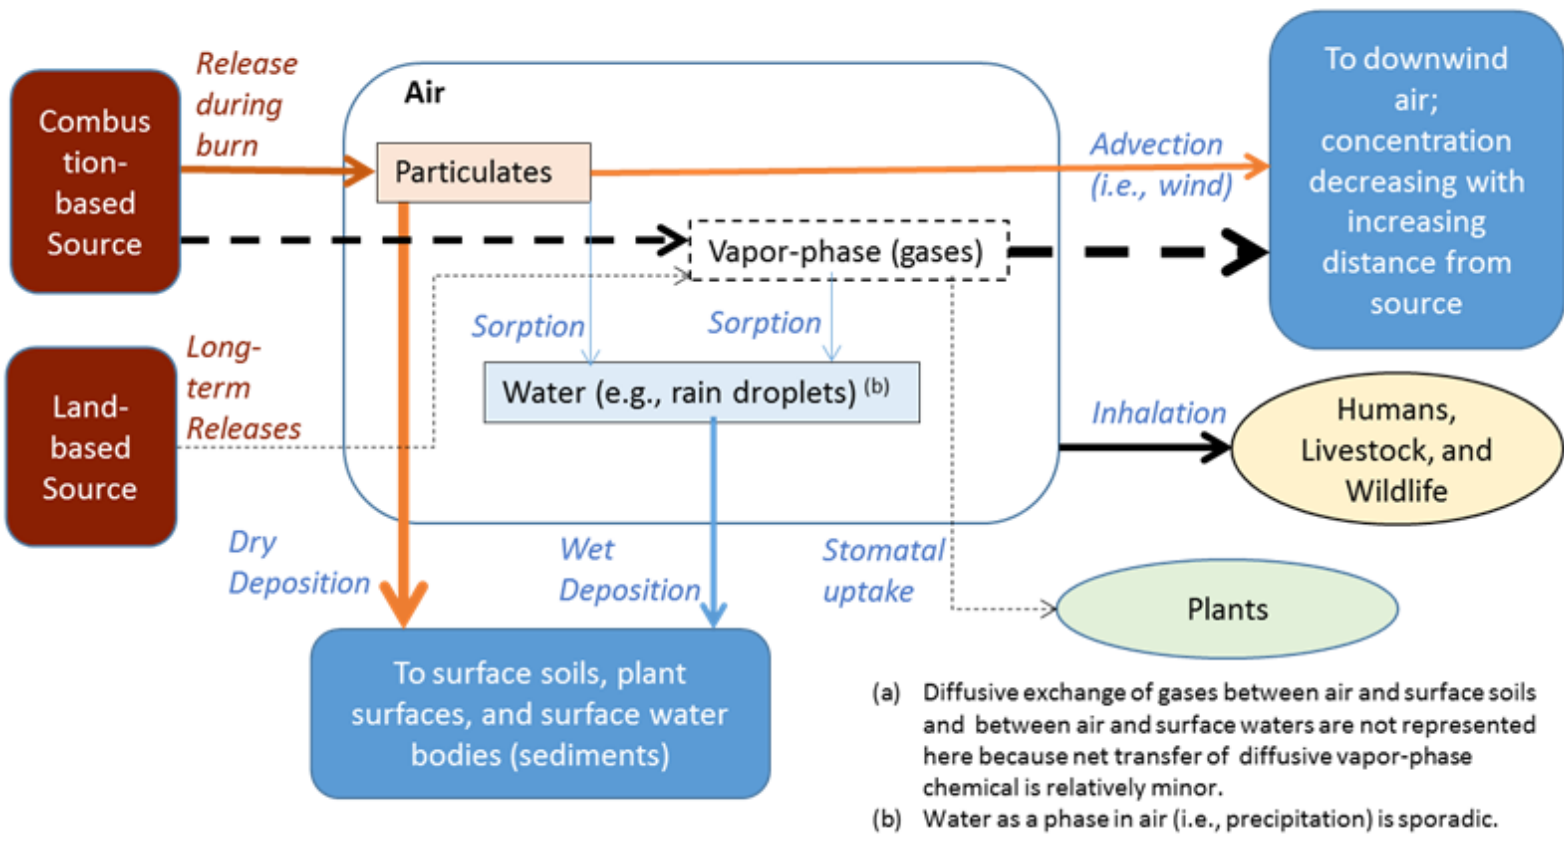 Combus
tion-
based
Source
Release
during
burn
Air
Particulates
Advection
(i.e., wind)
To downwind
air;
concentration
decreasing with
increasing
distance from
source
Vapor-phase (gases)
Sorption
Sorption
Water (e.g., rain droplets) (b)
Land-
based
Source
Long-
term
Releases
Inhalation
Humans,
Livestock, and
Wildlife
Dry
Deposition
Wet
Deposition
Stomatal
uptake
Plants
To surface soils, plant
surfaces, and surface water
bodies (sediments)
(a) Diffusive exchange of gases between air and surface soils
and between air and surface waters are not represented
here because net transfer of diffusive vapor-phase
chemical is relatively minor.
(b) Water as a phase in air (i.e., precipitation) is sporadic.